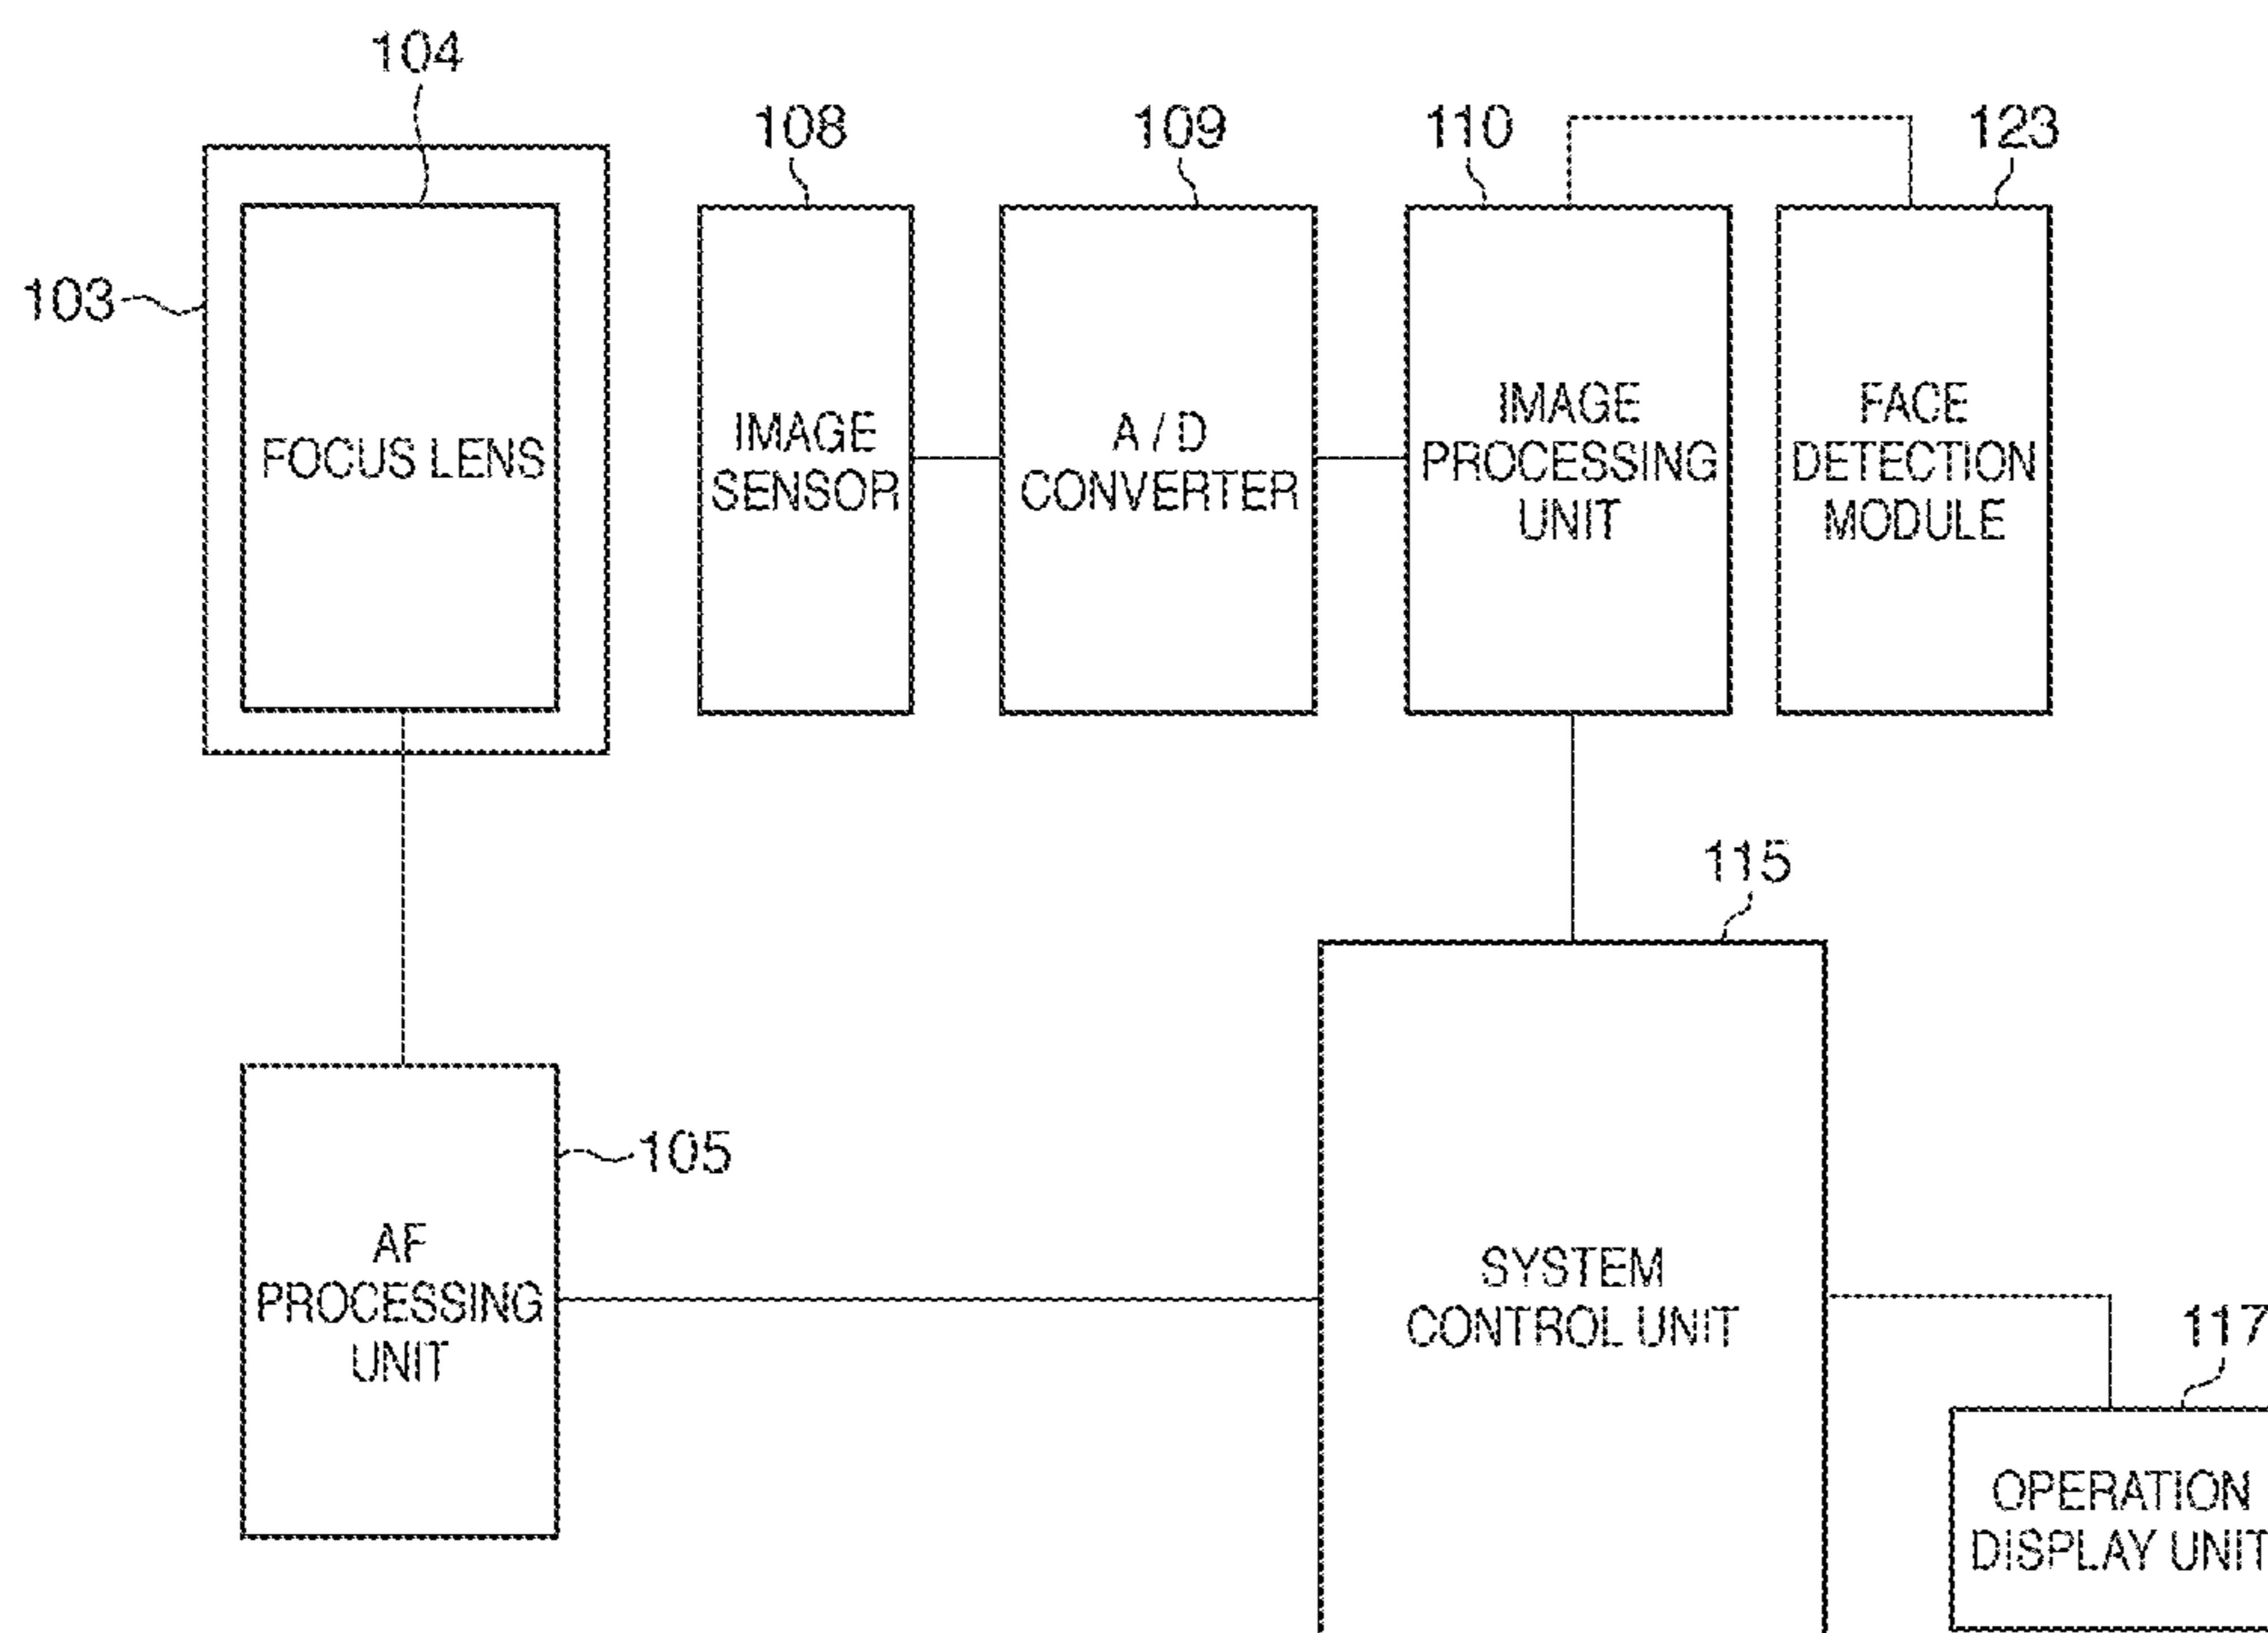 104
108
109
110
123
103
FOCUS LENS
IMAGE
SENSOR
A / D
CONVERTER
IMAGE
PROCESSING
UNIT
FACE
DETECTION
MODULE
115
105
AF
PROCESSING
UNIT
SYSTEM
CONTROL UNIT
117
OPERATION
DISPLAY UNIT